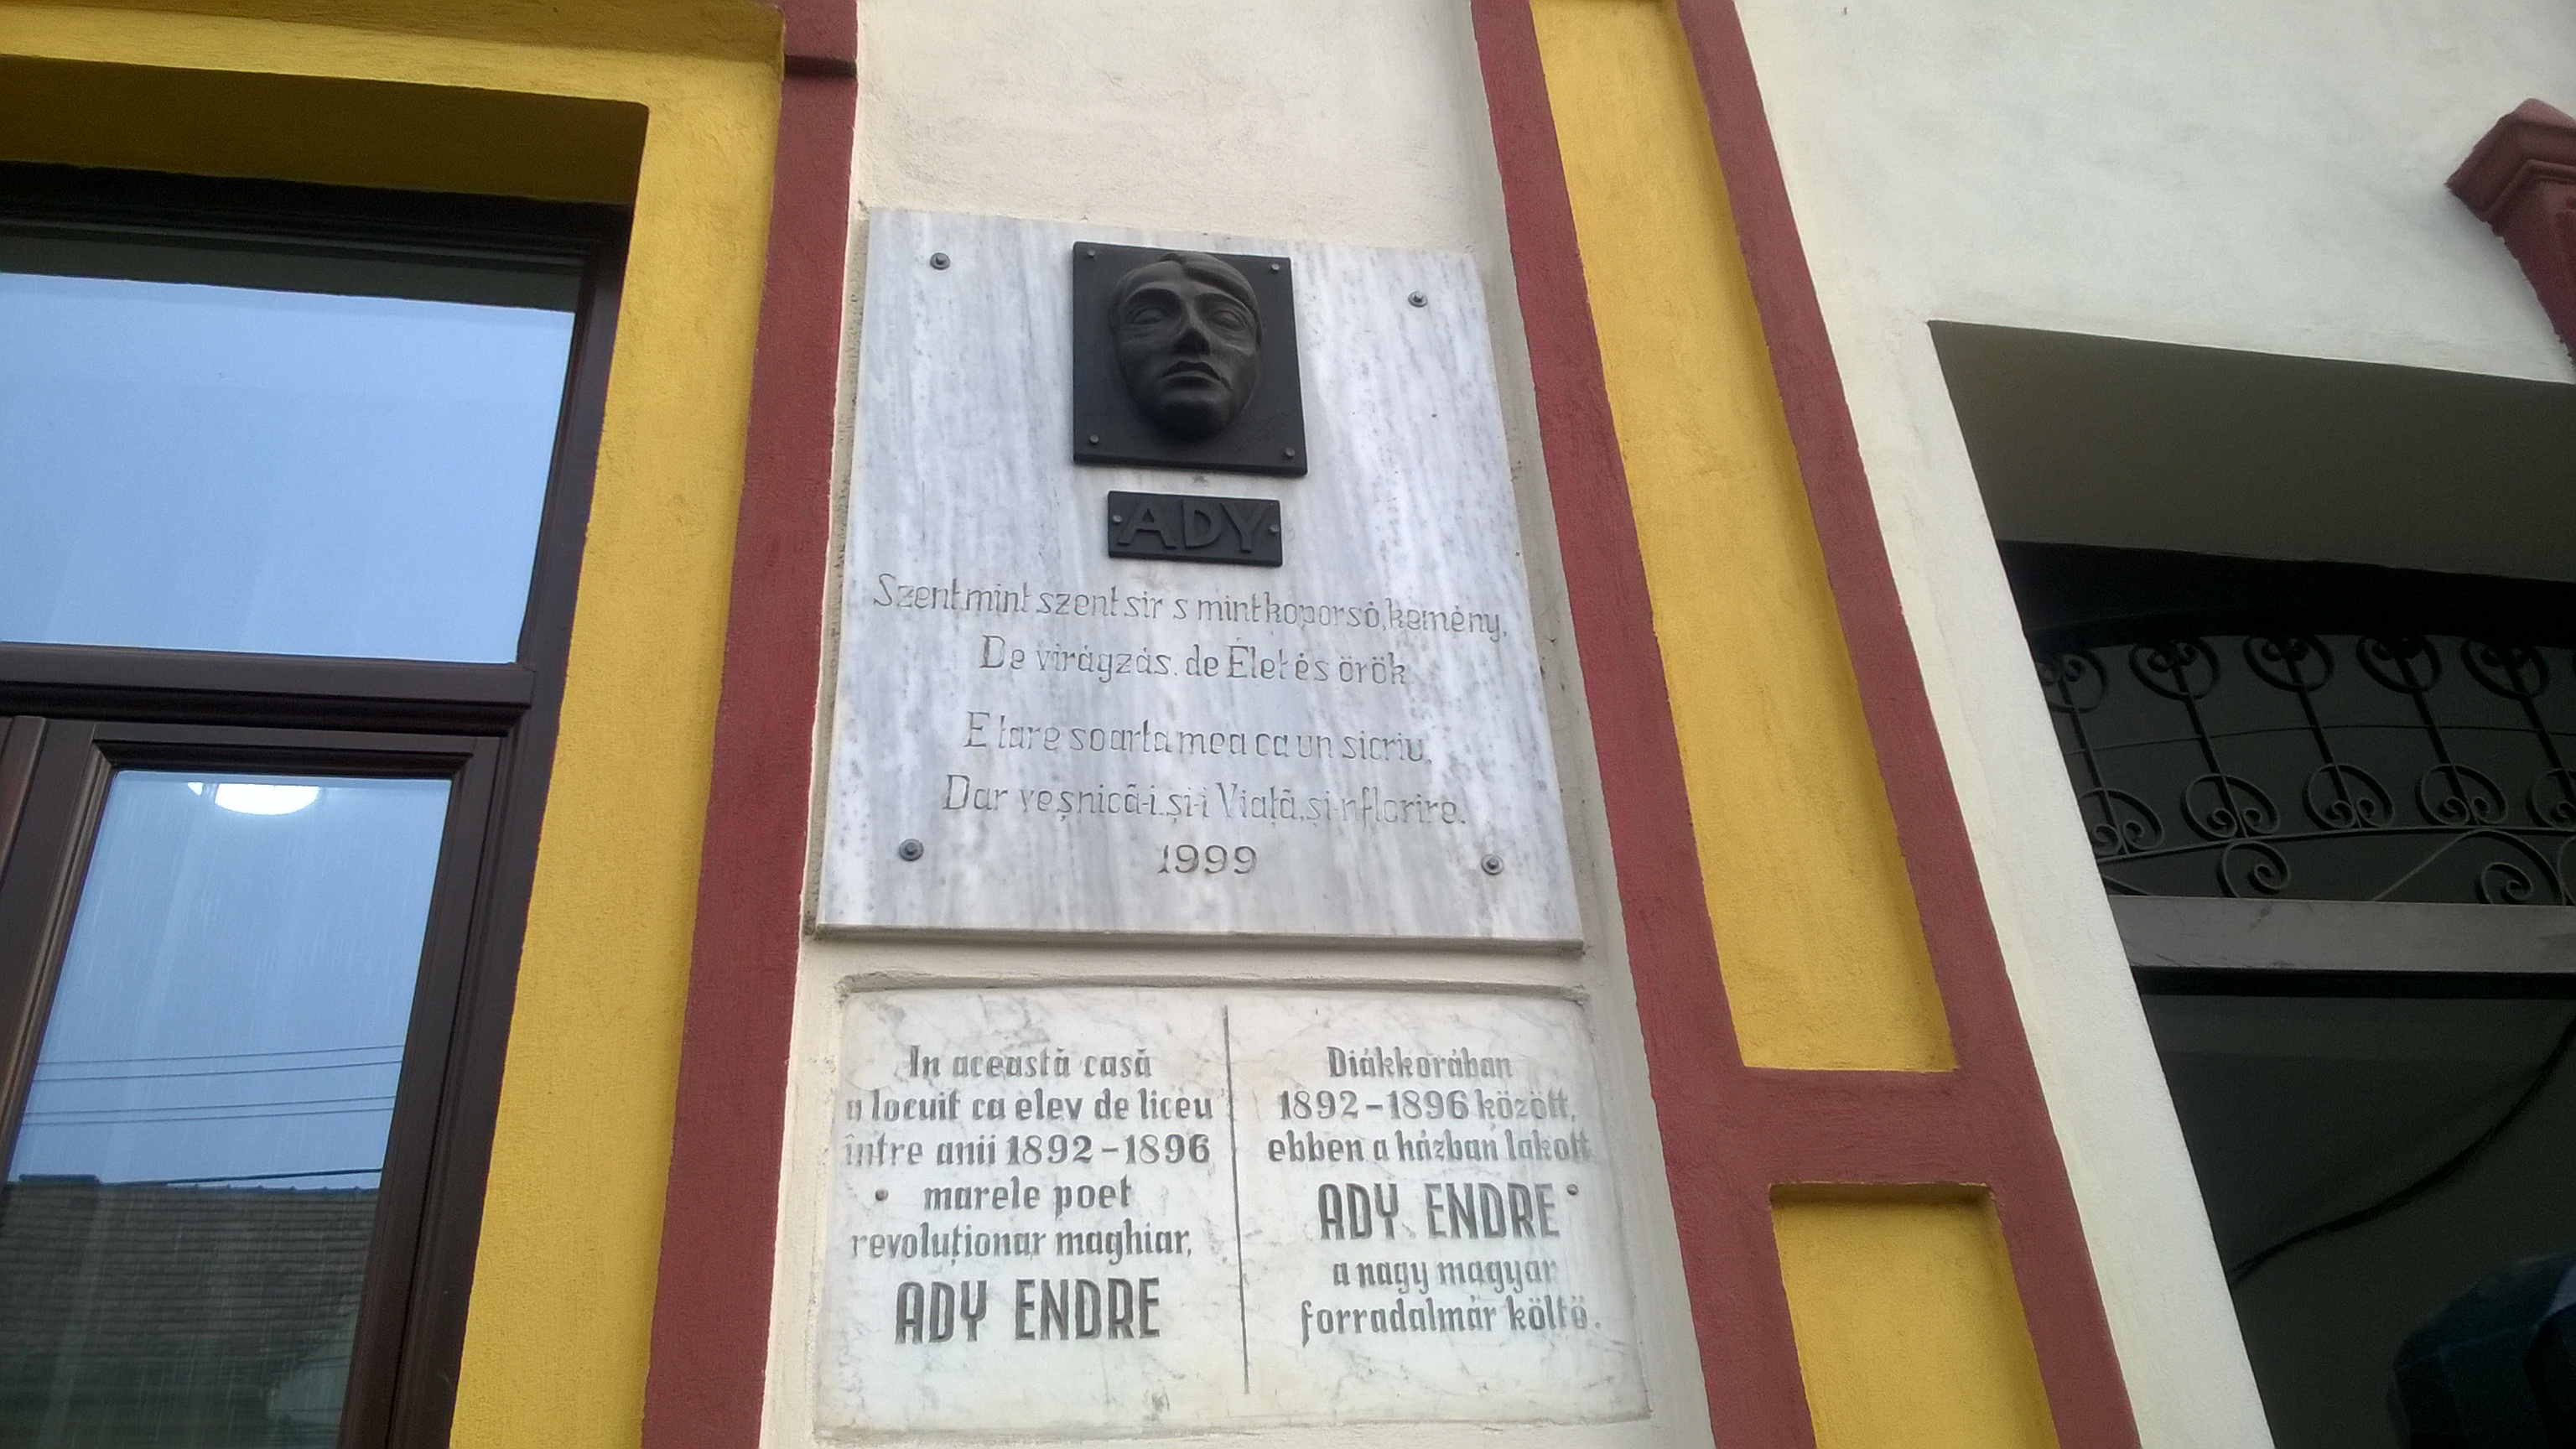 ADY
Szent mint szent sír s mint koporsó, kemény,
De virágzás, de Élet és örök
E tare soarta mea ca un sicriu,
Dar veşnică-i, şi-i Viaţă, şi-nflorire.
1999
In această casă
a locuit ca elev de liceu
între anii 1892-1896
marele poet
revoluţionar maghiar,
ADY ENDRE
Diákkorában
1892-1896 között,
ebben a házban lakott
ADY ENDRE
a nagy magyar
forradalmár költő.